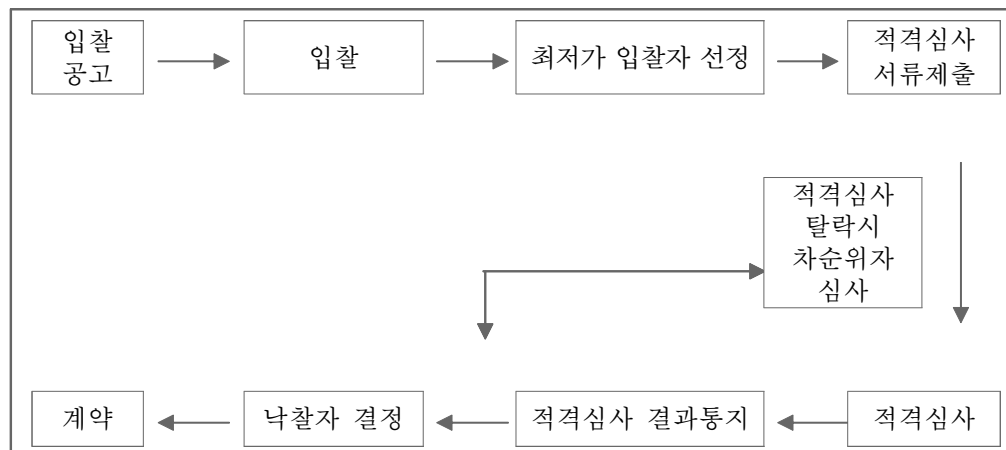 입찰
공고
입찰
최저가 입찰자 선정
적격심사
서류제출
적격심사
탈락시
차순위자
심사
계약
낙찰자 결정
적격심사 결과통지
적격심사